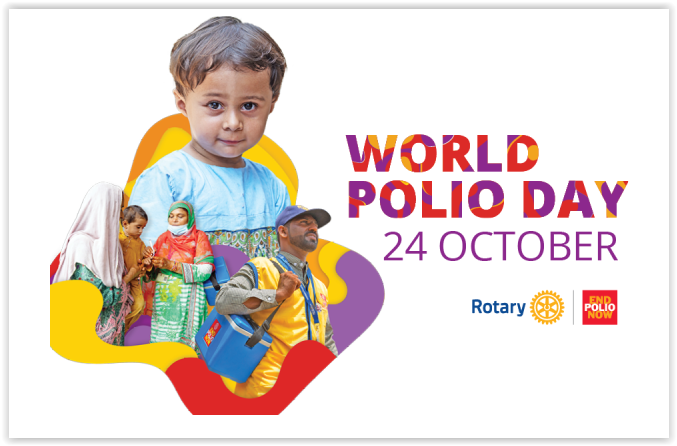 WORLD
POLIO DAY
24 OCTOBER
Rotary
END
POLIO
NOW